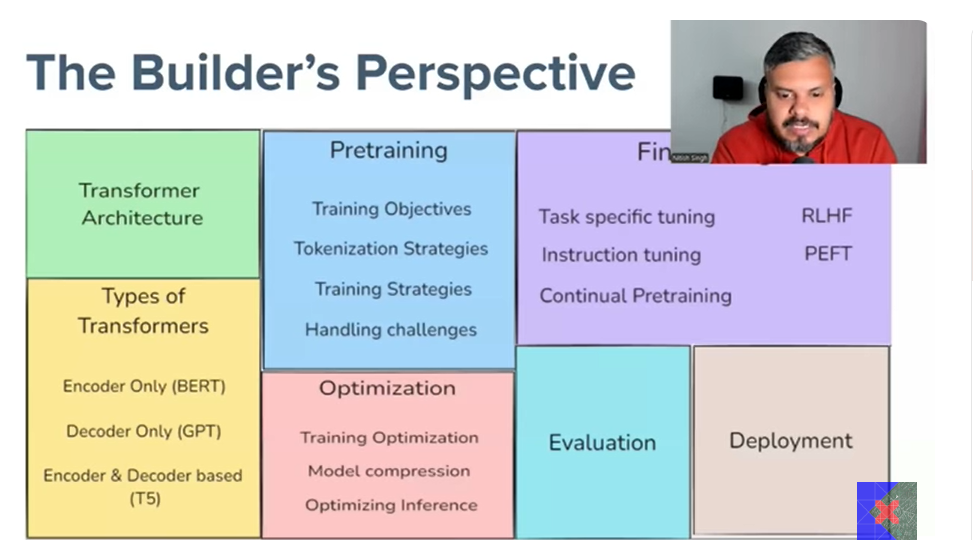 The Builder's Perspective
Nitish Singh
Transformer
Architecture
Types of
Transformers
Encoder Only (BERT)
Decoder Only (GPT)
Encoder & Decoder based
(T5)
Pretraining
Training Objectives
Tokenization Strategies
Training Strategies
Handling challenges
Optimization
Training Optimization
Model compression
Optimizing Inference
Fin
Task specific tuning
RLHF
Instruction tuning
PEFT
Continual Pretraining
Evaluation
Deployment